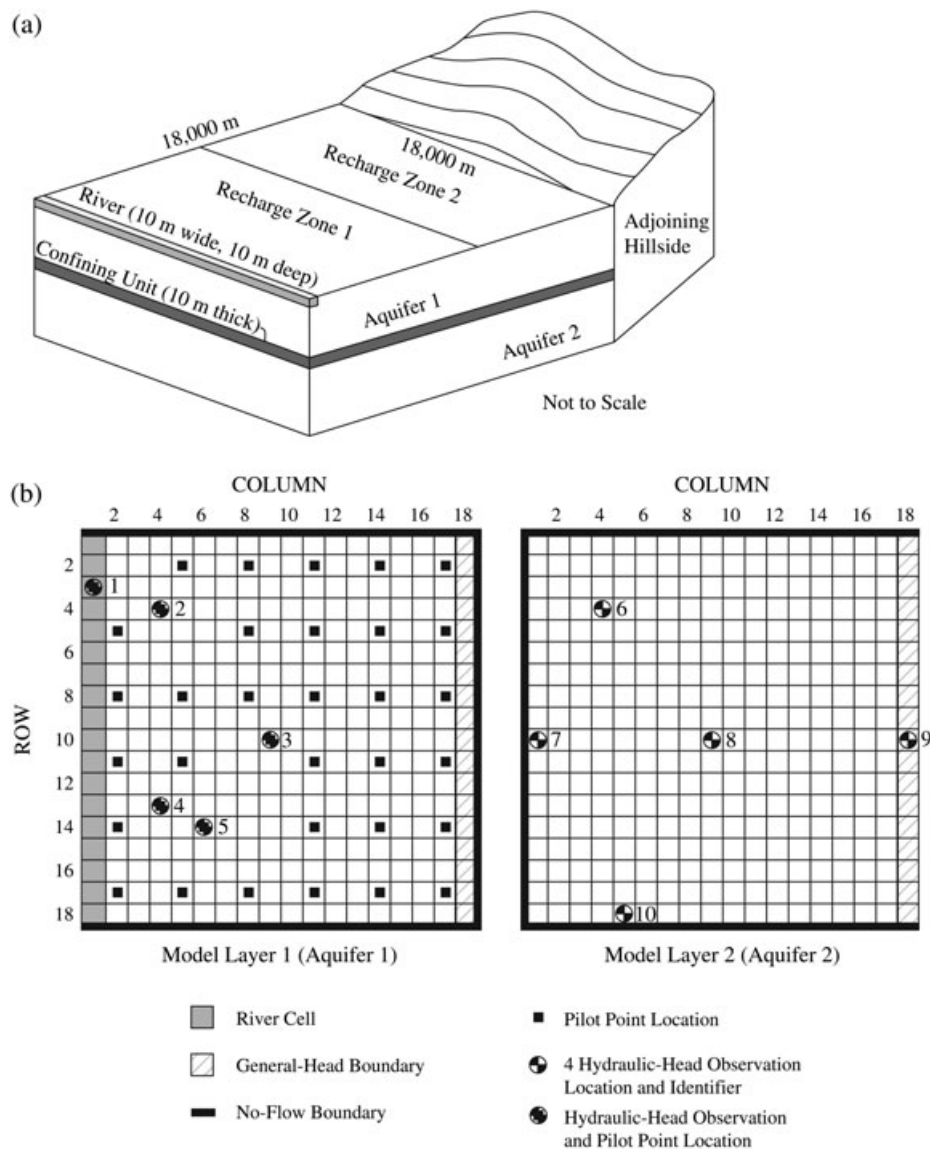 (a)
18,000 m
18,000 m
Recharge Zone 2
Recharge Zone 1
River (10 m wide, 10 m deep)
Confining Unit (10 m thick)
Adjoining
Hillside
Aquifer 1
Aquifer 2
Not to Scale
(b)
COLUMN
2 4 6 8 10 12 14 16 18
ROW
2
4
6
8
10
12
14
16
18
1
2
3
4
5
Model Layer 1 (Aquifer 1)
COLUMN
2 4 6 8 10 12 14 16 18
6
7
8
9
10
Model Layer 2 (Aquifer 2)
River Cell
General-Head Boundary
No-Flow Boundary
Pilot Point Location
4 Hydraulic-Head Observation
Location and Identifier
Hydraulic-Head Observation
and Pilot Point Location